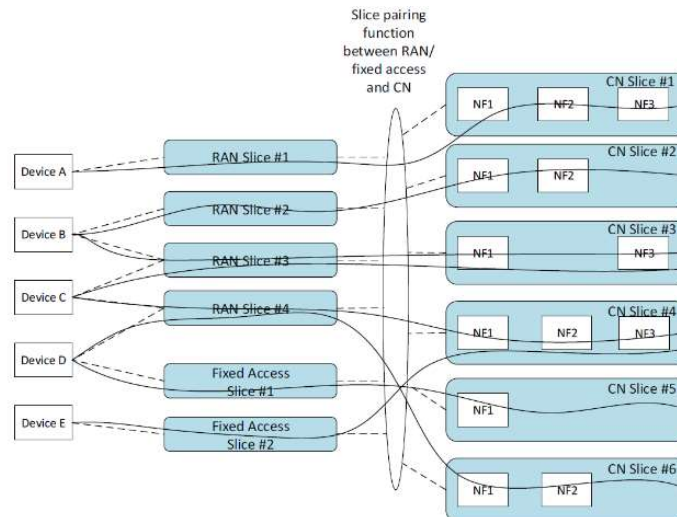 Slice pairing
function
between RAN/
fixed access
and CN
CN Slice #1
NF1
NF2
NF3
CN Slice #2
NF1
NF2
CN Slice #3
NF1
NF3
CN Slice #4
NF1
NF2
NF3
CN Slice #5
NF1
CN Slice #6
NF1
NF2
RAN Slice #1
RAN Slice #2
RAN Slice #3
RAN Slice #4
Fixed Access
Slice #1
Fixed Access
Slice #2
Device A
Device B
Device C
Device D
Device E